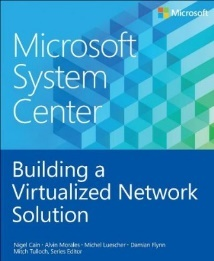 Microsoft
Microsoft
System
Center
Building a
Virtualized Network
Solution
Nigel Cain • Alvin Morales • Michel Luescher • Damian Flynn
Mitch Tulloch, Series Editor